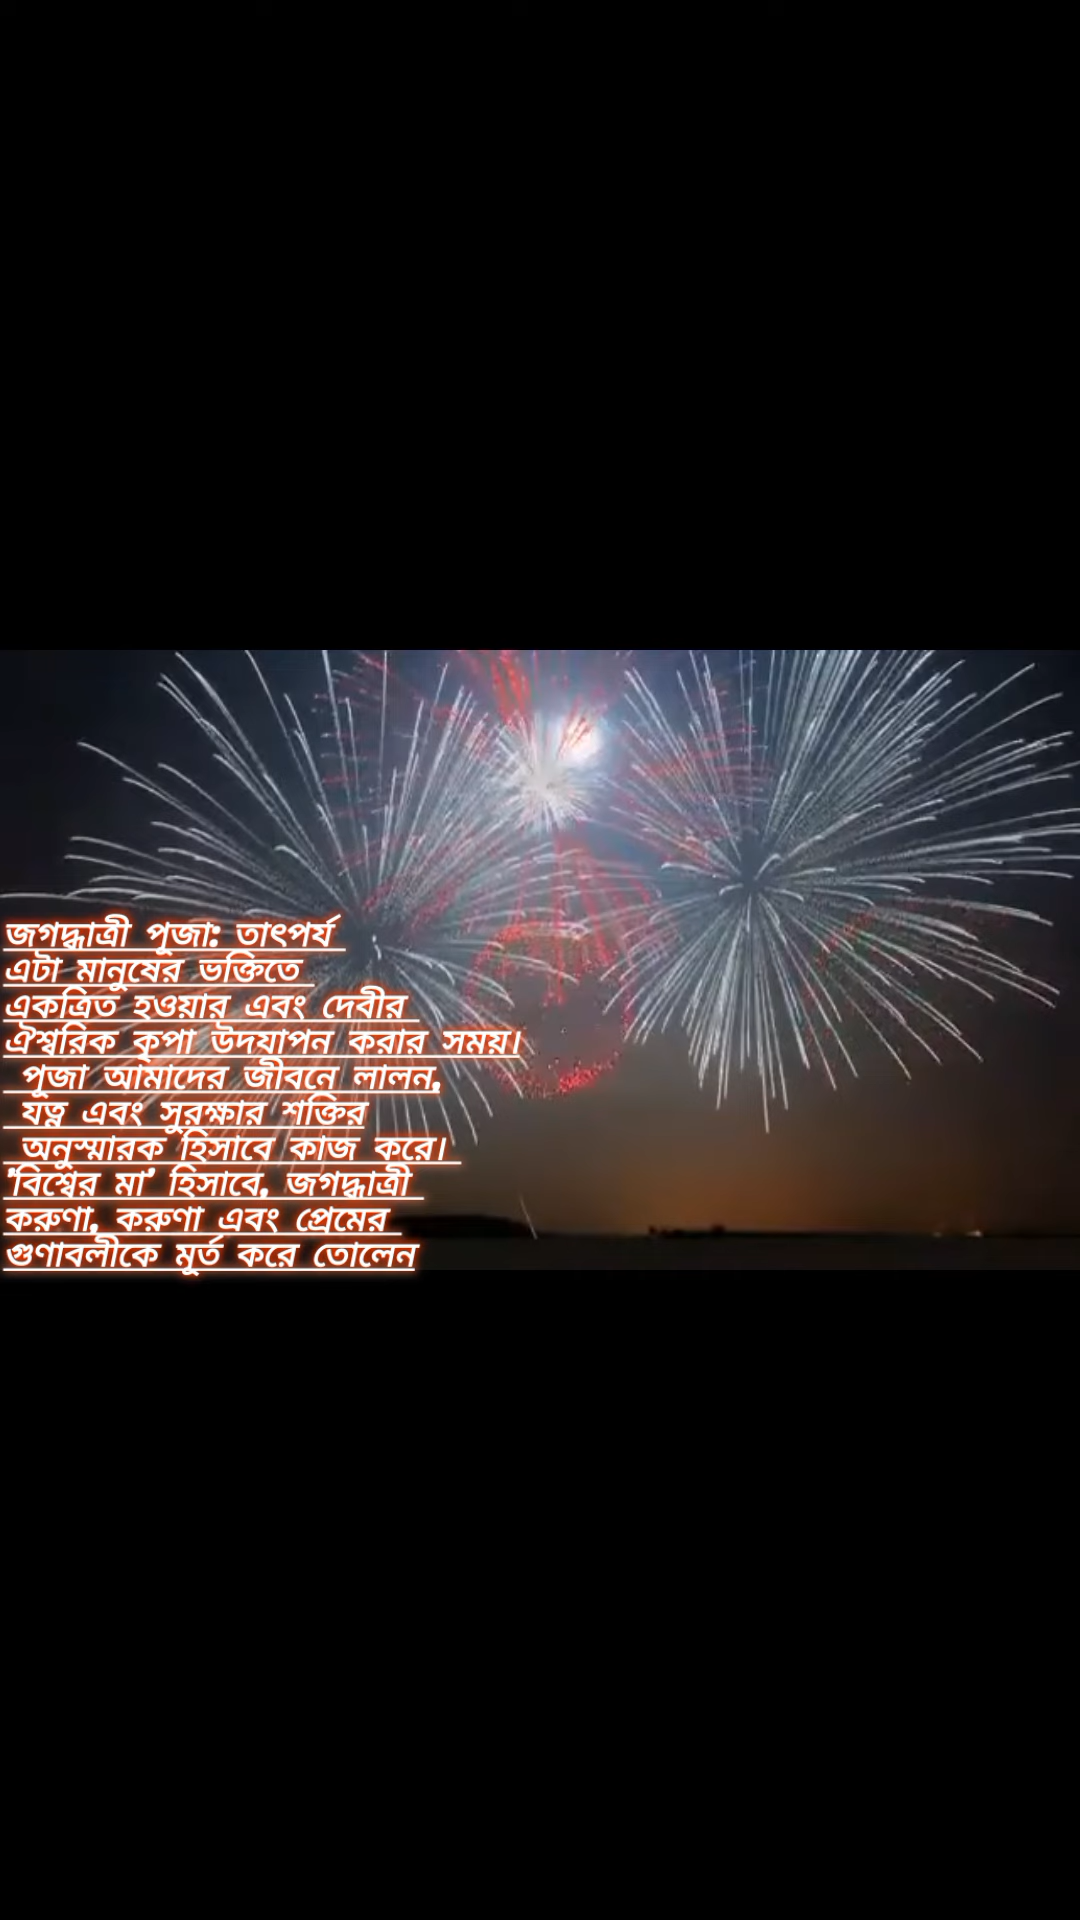 জগদ্ধাত্রী পুজা: তাৎপর্য
এটা মানুষের ভক্তিতে
একত্রিত হওয়ার এবং দেবীর
ঐশ্বরিক কৃপা উদযাপন করার সময়।
পুজা আমাদের জীবনে লালন,
যত্ন এবং সুরক্ষার শক্তির
অনুস্মারক হিসাবে কাজ করে।
'বিশ্বের মা' হিসাবে, জগদ্ধাত্রী
করুণা, করুণা এবং প্রেমের
গুণাবলীকে মুর্ত করে তোলেন